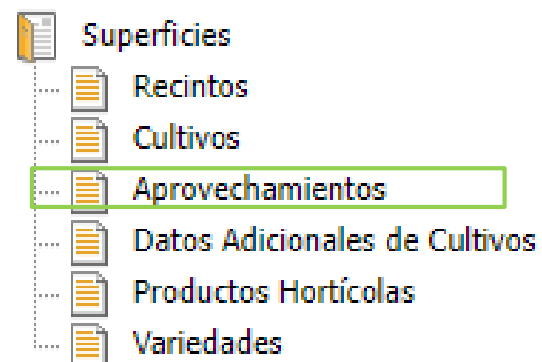 Superficies
Recintos
Cultivos
Aprovechamientos
Datos Adicionales de Cultivos
Productos Hortícolas
Variedades